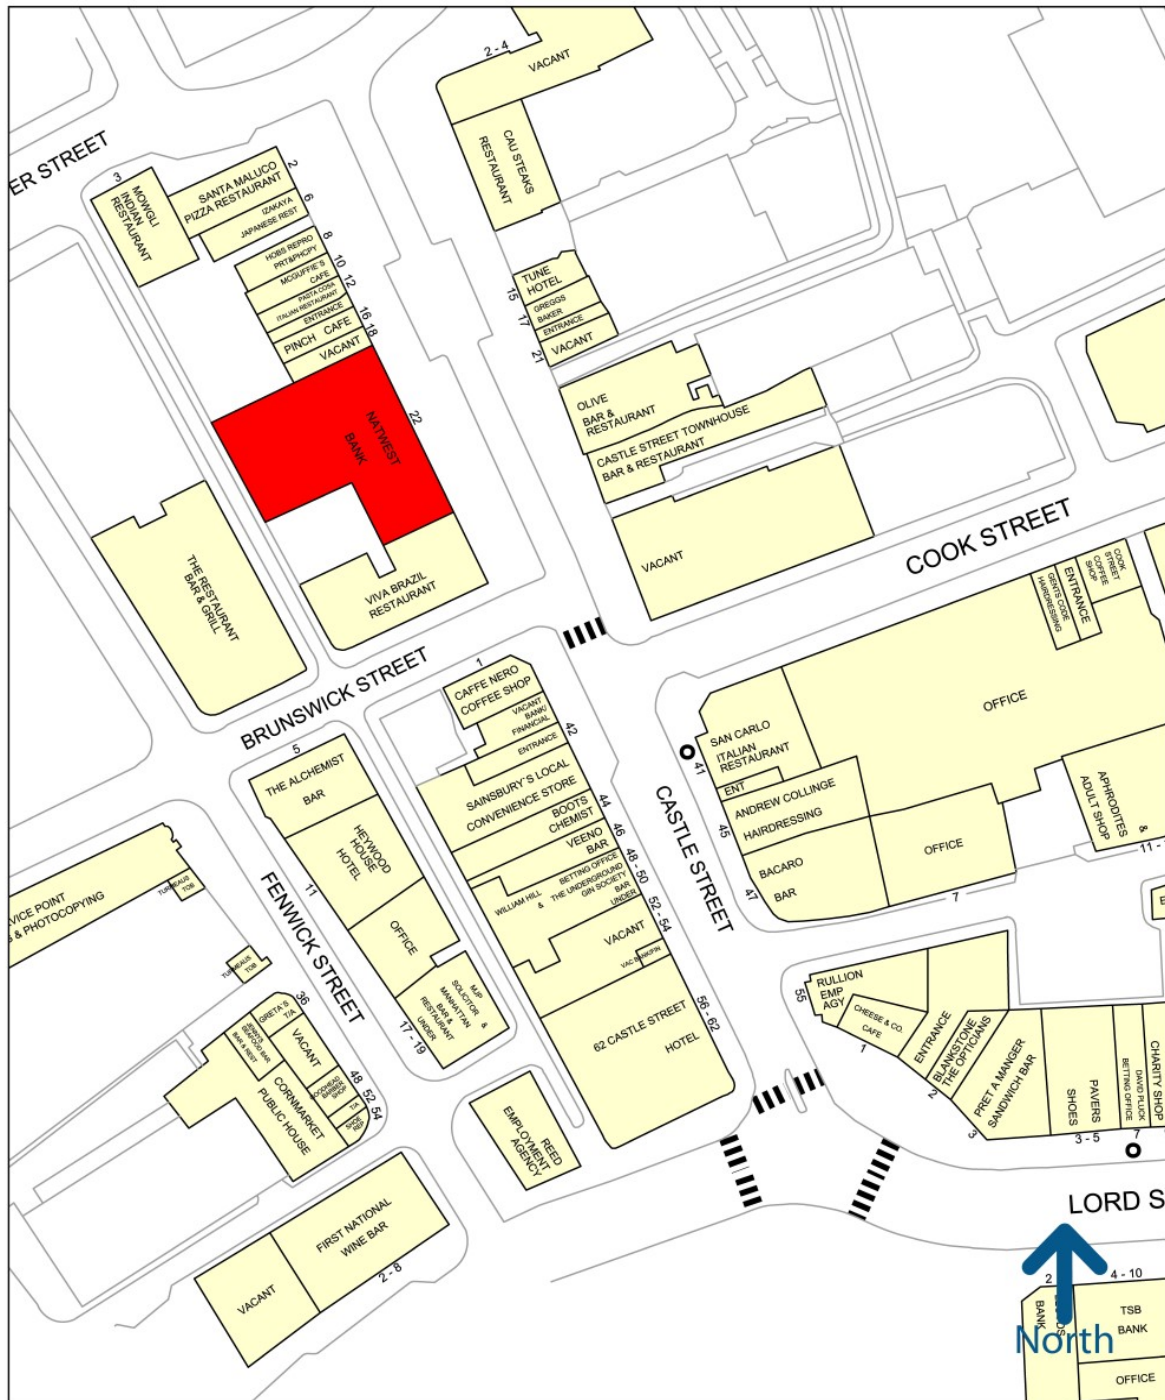 2 - 4
VACANT
CAU STEAKS
RESTAURANT
ER STREET
3
MOWGLI
INDIAN
RESTAURANT
2
SANTA MALUCO
PIZZA RESTAURANT
6
IZAKAYA
JAPANESE REST
8
HOBS REPRO
PRT&PHCPY
10
MCGUFFIE'S
CAFE
12
PASTA COSA
ITALIAN RESTAURANT
ENTRANCE
16
18
PINCH CAFE
VACANT
TUNE
HOTEL
15
GREGGS
BAKER
17
ENTRANCE
21
VACANT
22
NATWEST
BANK
OLIVE
BAR &
RESTAURANT
CASTLE STREET TOWNHOUSE
BAR & RESTAURANT
VACANT
COOK STREET
THE RESTAURANT
BAR & GRILL
VIVA BRAZIL
RESTAURANT
BRUNSWICK STREET
GENTS CODE
HAIRDRESSING
ENTRANCE
COOK
STREET
COFFEE
SHOP
1
CAFFE NERO
COFFEE SHOP
VACANT
BANK/
FINANCIAL
42
ENTRANCE
SAINSBURY'S LOCAL
CONVENIENCE STORE
44
BOOTS
CHEMIST
46
VEENO
BAR
48 - 50
WILLIAM HILL
BETTING OFFICE
&
THE UNDERGROUND
GIN SOCIETY
BAR
UNDER
52 - 54
VACANT
VAC BANK/FIN
56 - 62
62 CASTLE STREET
HOTEL
CASTLE STREET
OFFICE
SAN CARLO
ITALIAN
RESTAURANT
41
ENT
ANDREW COLLINGE
HAIRDRESSING
45
BACARO
BAR
47
OFFICE
7
APHRODITES
ADULT SHOP
&
11 -
5
THE ALCHEMIST
BAR
HEYWOOD
HOUSE
HOTEL
11
OFFICE
FENWICK STREET
17 - 19
MJP
SOLICITOR &
MANHATTAN
BAR &
RESTAURANT
UNDER
VICE POINT
& PHOTOCOPYING
TURMEAUS
TOB
TURMEAUS
TOB
36
GRETA'S
T/A
VACANT
48
52
54
T/A
SHOE
REP
CORNMARKET
PUBLIC HOUSE
REED
EMPLOYMENT
AGENCY
FIRST NATIONAL
WINE BAR
VACANT
2 - 8
55
RULLION
EMP
AGY
CHEESE & CO.
CAFE
1
ENTRANCE
BLANKSTONE
THE OPTICIANS
2
PRET A MANGER
SANDWICH BAR
3
PAVERS
SHOES
3 - 5
DAVID PLUCK
BETTING OFFICE
7
CHARITY SHOP
LORD S
North
2
BANK
4 - 10
TSB
BANK
OFFICE